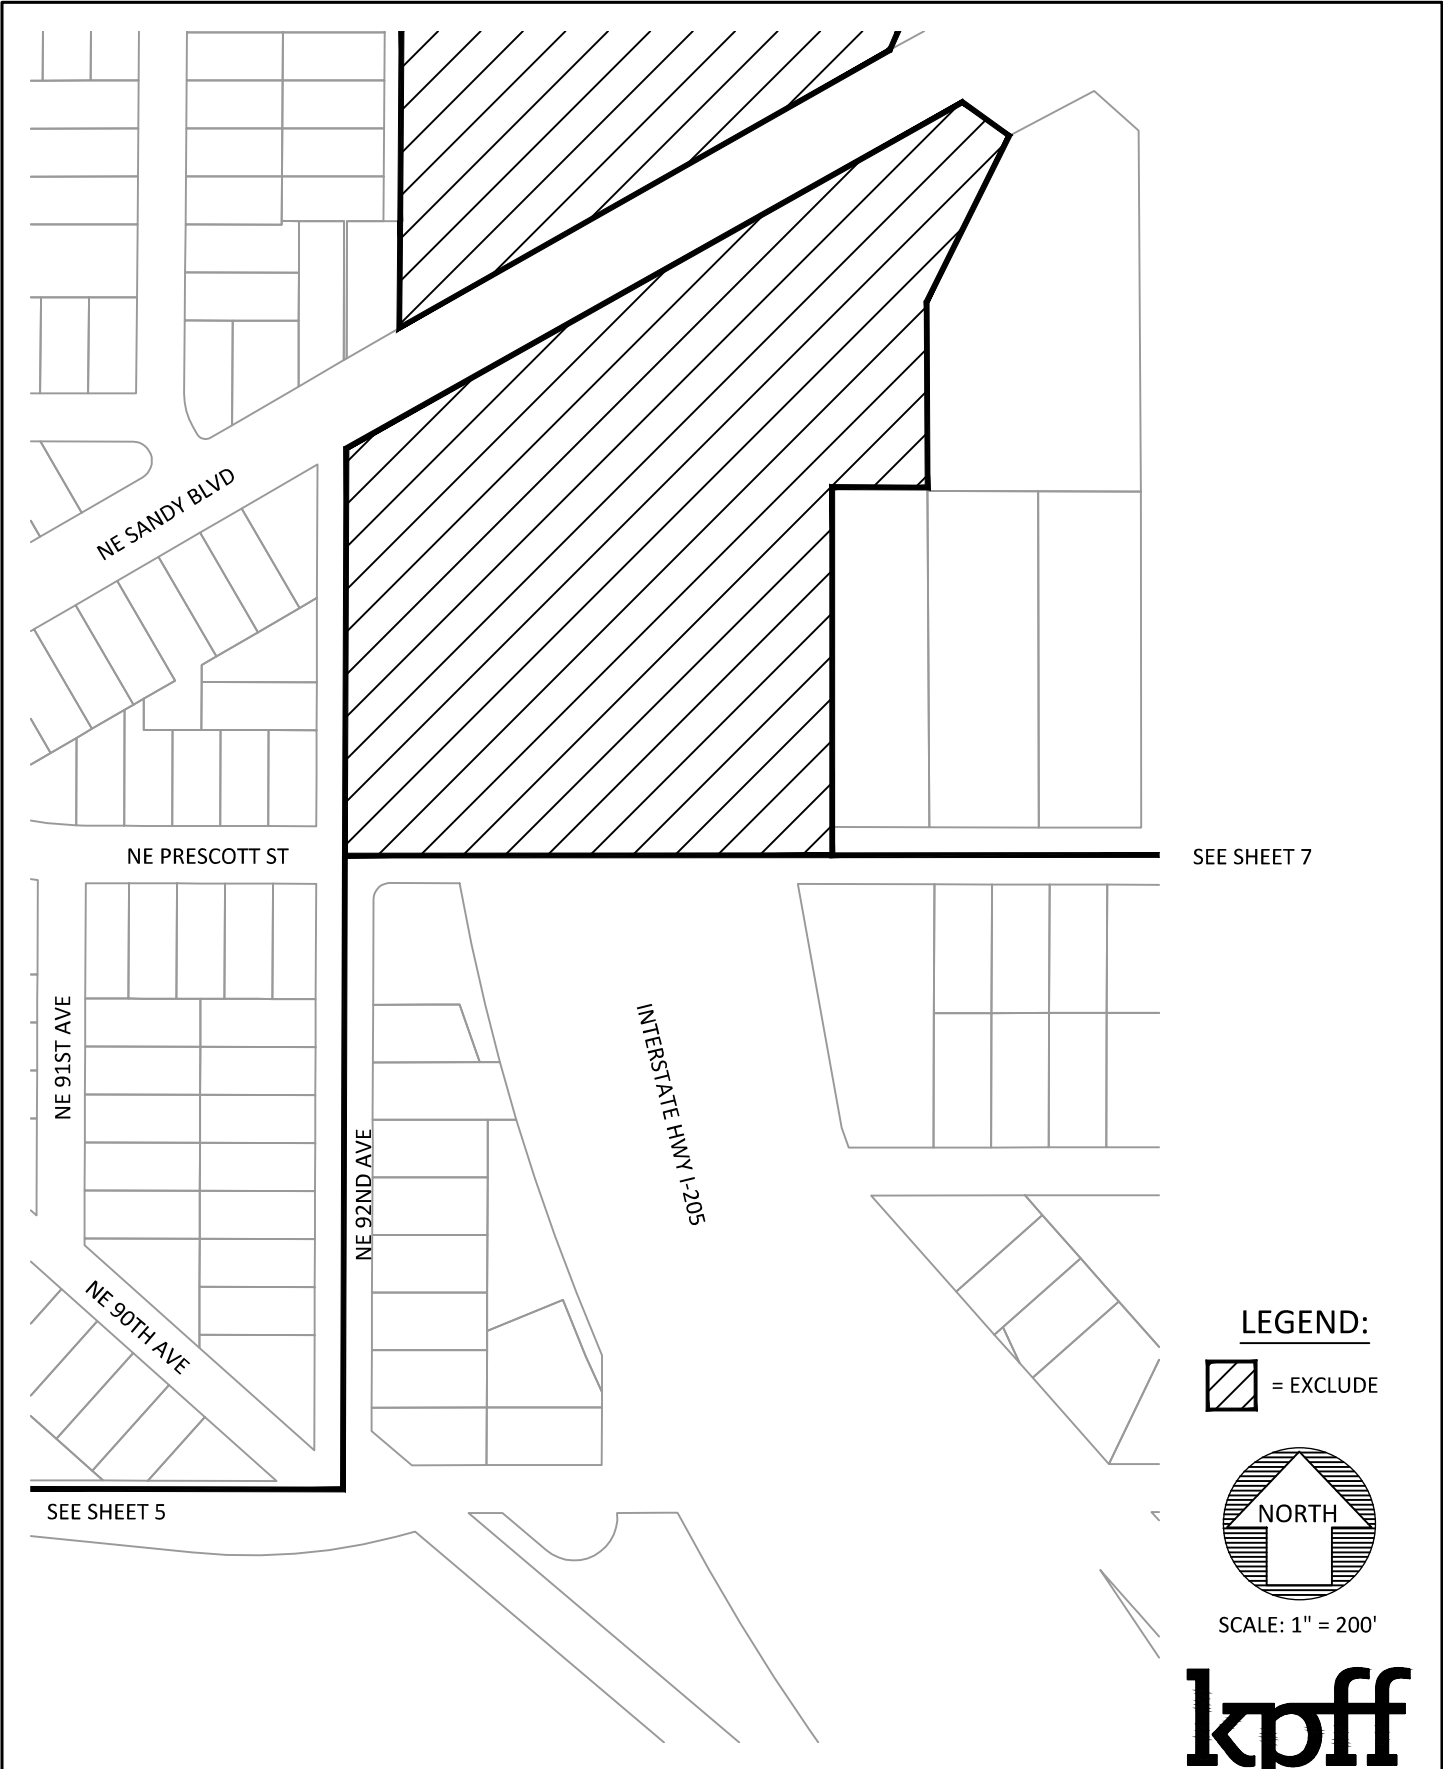 NE SANDY BLVD
NE PRESCOTT ST
SEE SHEET 7
NE 91ST AVE
INTERSTATE HWY I-205
NE 92ND AVE
NE 90TH AVE
LEGEND:
= EXCLUDE
SEE SHEET 5
NORTH
SCALE: 1" = 200'
kpff